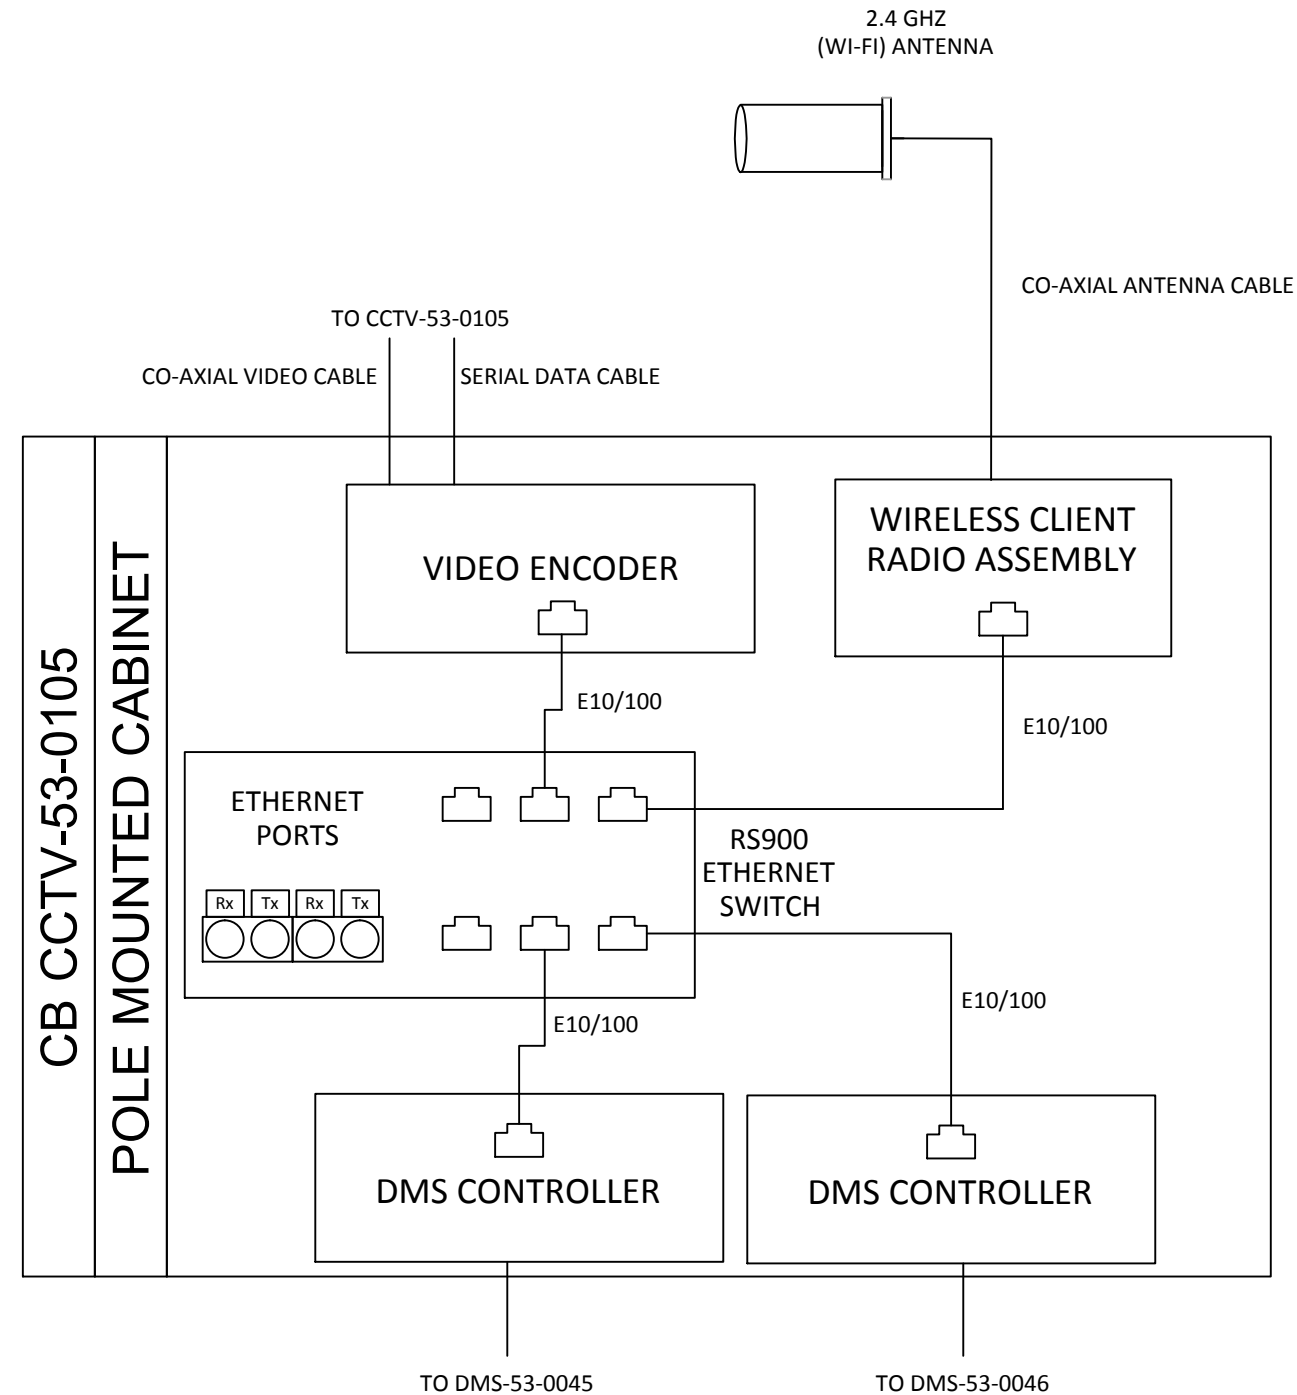 2.4 GHZ
(WI-FI) ANTENNA
CO-AXIAL ANTENNA CABLE
TO CCTV-53-0105
CO-AXIAL VIDEO CABLE
SERIAL DATA CABLE
CB CCTV-53-0105
POLE MOUNTED CABINET
VIDEO ENCODER
WIRELESS CLIENT
RADIO ASSEMBLY
E10/100
E10/100
ETHERNET
PORTS
RS900
ETHERNET
SWITCH
Rx Tx Rx Tx
E10/100
E10/100
DMS CONTROLLER
DMS CONTROLLER
TO DMS-53-0045
TO DMS-53-0046